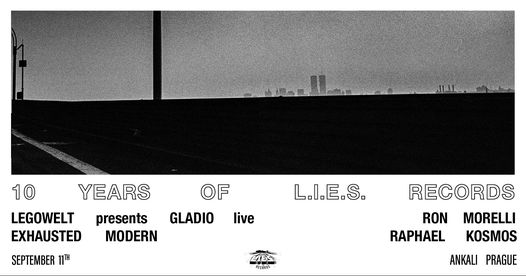 10 YEARS OF L.I.E.S. RECORDS
LEGOWELT presents GLADIO live RON MORELLI
EXHAUSTED MODERN RAPHAEL KOSMOS
SEPTEMBER 11TH ANKALI PRAGUE